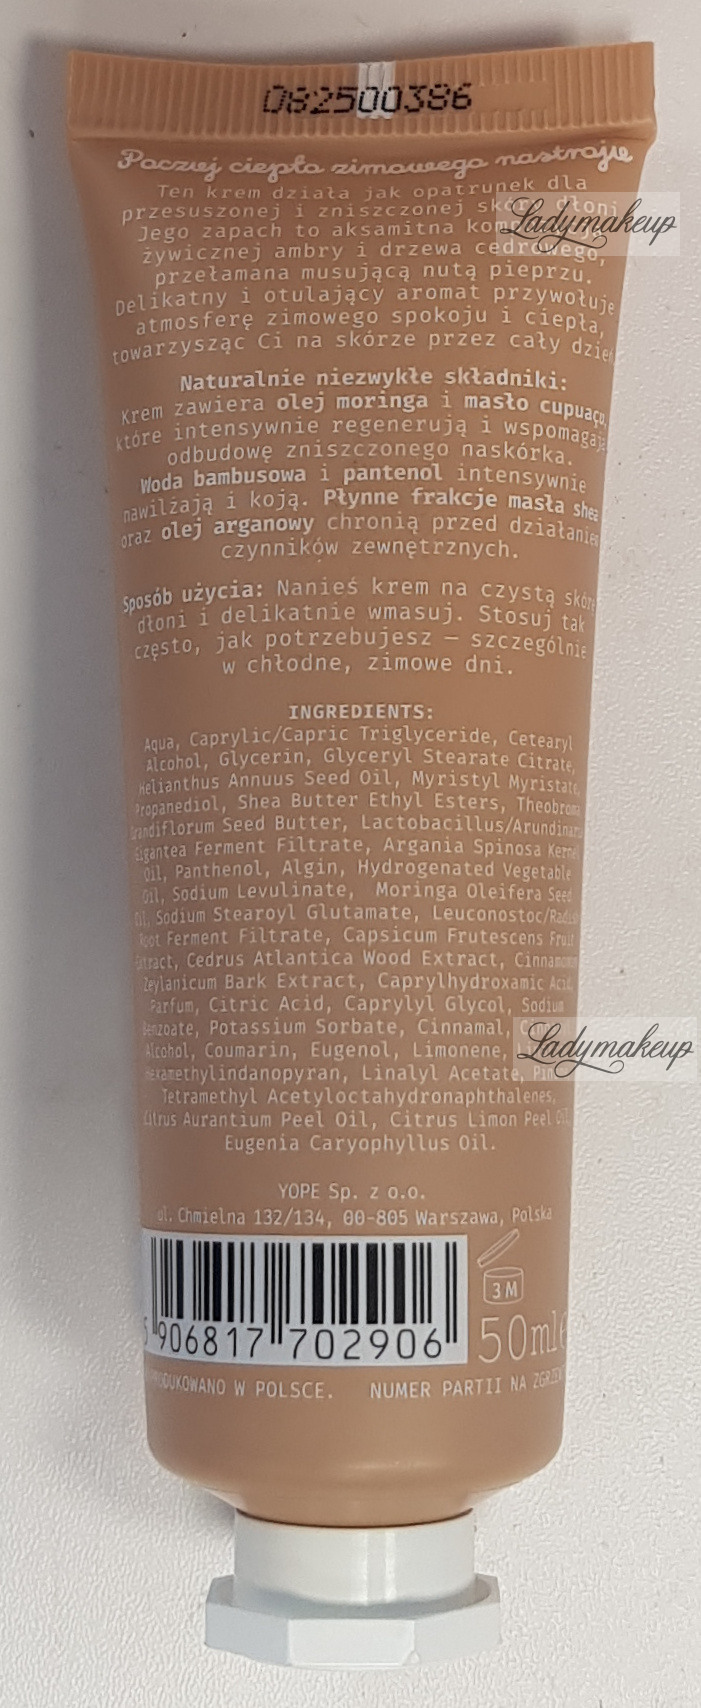 082500386
Poczuj ciepło zimowego nastroju
Ten krem działa jak opatrunek dla
przesuszonej i zniszczonej skóry dłoni
Ladymakeup
Jego zapach to aksamitna
żywicznej ambry i drzewa cedrowego,
przełamana musującą nutą pieprzu.
Delikatny i otulający aromat przywołuje
atmosferę zimowego spokoju i ciepła,
towarzysząc Ci na skórze przez cały dzień
Naturalnie niezwykłe składniki:
Krem zawiera olej moringa i masło cupuaçu,
które intensywnie regenerują i wspomagają
odbudowę zniszczonego naskórka.
Woda bambusowa i pantenol intensywnie
nawilżają i koją. Płynne frakcje masła shea
oraz olej arganowy chronią przed działaniem
czynników zewnętrznych.
Sposób użycia: Nanieś krem na czystą skórę
dłoni i delikatnie wmasuj. Stosuj tak
często, jak potrzebujesz – szczególnie
w chłodne, zimowe dni.
INGREDIENTS:
Aqua, Caprylic/Capric Triglyceride, Cetearyl
Alcohol, Glycerin, Glyceryl Stearate Citrate,
Helianthus Annuus Seed Oil, Myristyl Myristate,
Propanediol, Shea Butter Ethyl Esters, Theobroma
Grandiflorum Seed Butter, Lactobacillus/Arundinaria
Gigantea Ferment Filtrate, Argania Spinosa Kernel
Oil, Panthenol, Algin, Hydrogenated Vegetable
Oil, Sodium Levulinate, Moringa Oleifera Seed
Oil, Sodium Stearoyl Glutamate, Leuconostoc/Radish
Root Ferment Filtrate, Capsicum Frutescens Fruit
Extract, Cedrus Atlantica Wood Extract, Cinnamomum
Zeylanicum Bark Extract, Caprylhydroxamic Acid,
Parfum, Citric Acid, Caprylyl Glycol, Sodium
Benzoate, Potassium Sorbate, Cinnamal,
Alcohol, Coumarin, Eugenol, Limonene,
Ladymakeup
Hexamethylindanopyran, Linalyl Acetate,
Tetramethyl Acetyloctahydronaphthalenes,
Citrus Aurantium Peel Oil, Citrus Limon Peel Oil,
Eugenia Caryophyllus Oil.
YOPE Sp. z o.o.
ul. Chmielna 132/134, 00-805 Warszawa, Polska
3 M
5 906817 702906
50ml e
WYPRODUKOWANO W POLSCE. NUMER PARTII NA ZGRZEWIE